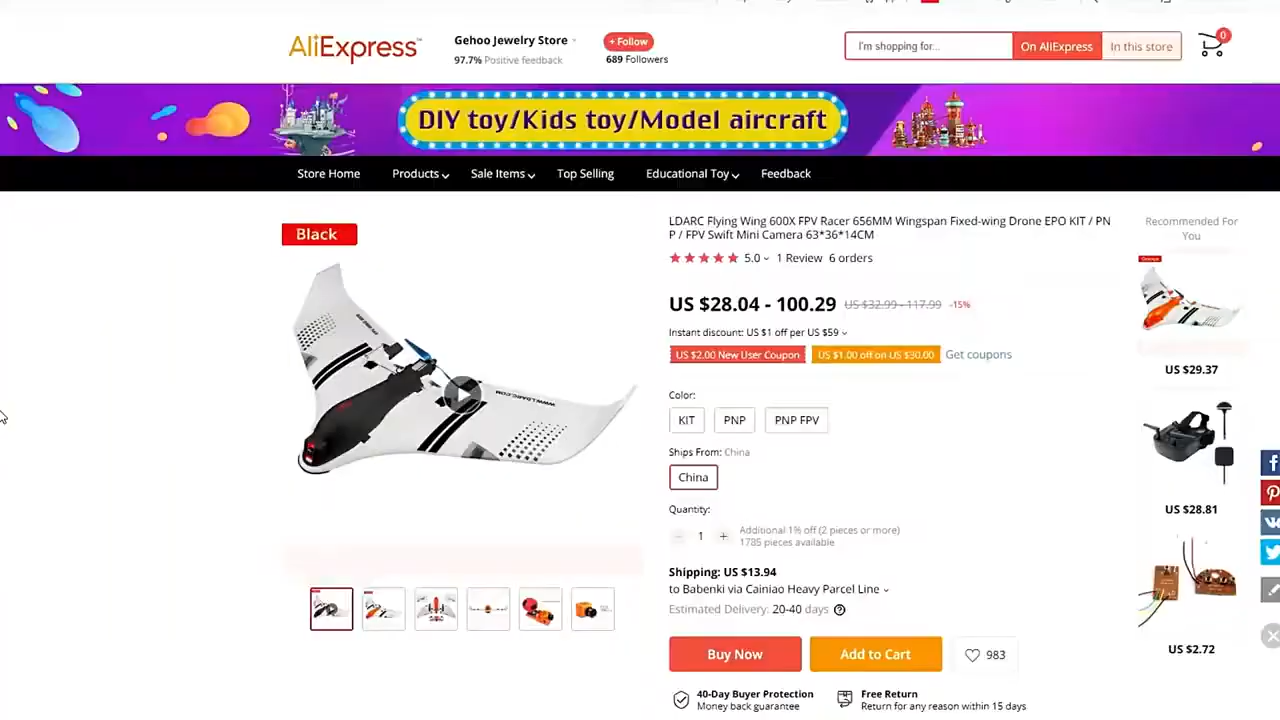 AliExpress™
Gehoo Jewelry Store
97.7% Positive feedback
+ Follow
689 Followers
I'm shopping for...
On AliExpress
In this store
0
DIY toy/Kids toy/Model aircraft
Store Home
Products
Sale Items
Top Selling
Educational Toy
Feedback
Black
WWW.LDARC.COM
LDARC Flying Wing 600X FPV Racer 656MM Wingspan Fixed-wing Drone EPO KIT / PN
P / FPV Swift Mini Camera 63*36*14CM
5.0 1 Review 6 orders
US $28.04 - 100.29 US $32.99 - 117.99 -15%
Instant discount: US $1 off per US $59
US $2.00 New User Coupon US $1.00 off on US $30.00 Get coupons
Color:
KIT
PNP
PNP FPV
Ships From: China
China
Quantity:
- 1 +
Additional 1% off (2 pieces or more)
1785 pieces available
Shipping: US $13.94
to Babenki via Cainiao Heavy Parcel Line
Estimated Delivery: 20-40 days
Buy Now
Add to Cart
983
40-Day Buyer Protection
Money back guarantee
Free Return
Return for any reason within 15 days
Recommended For
You
Orange
US $29.37
US $28.81
US $2.72